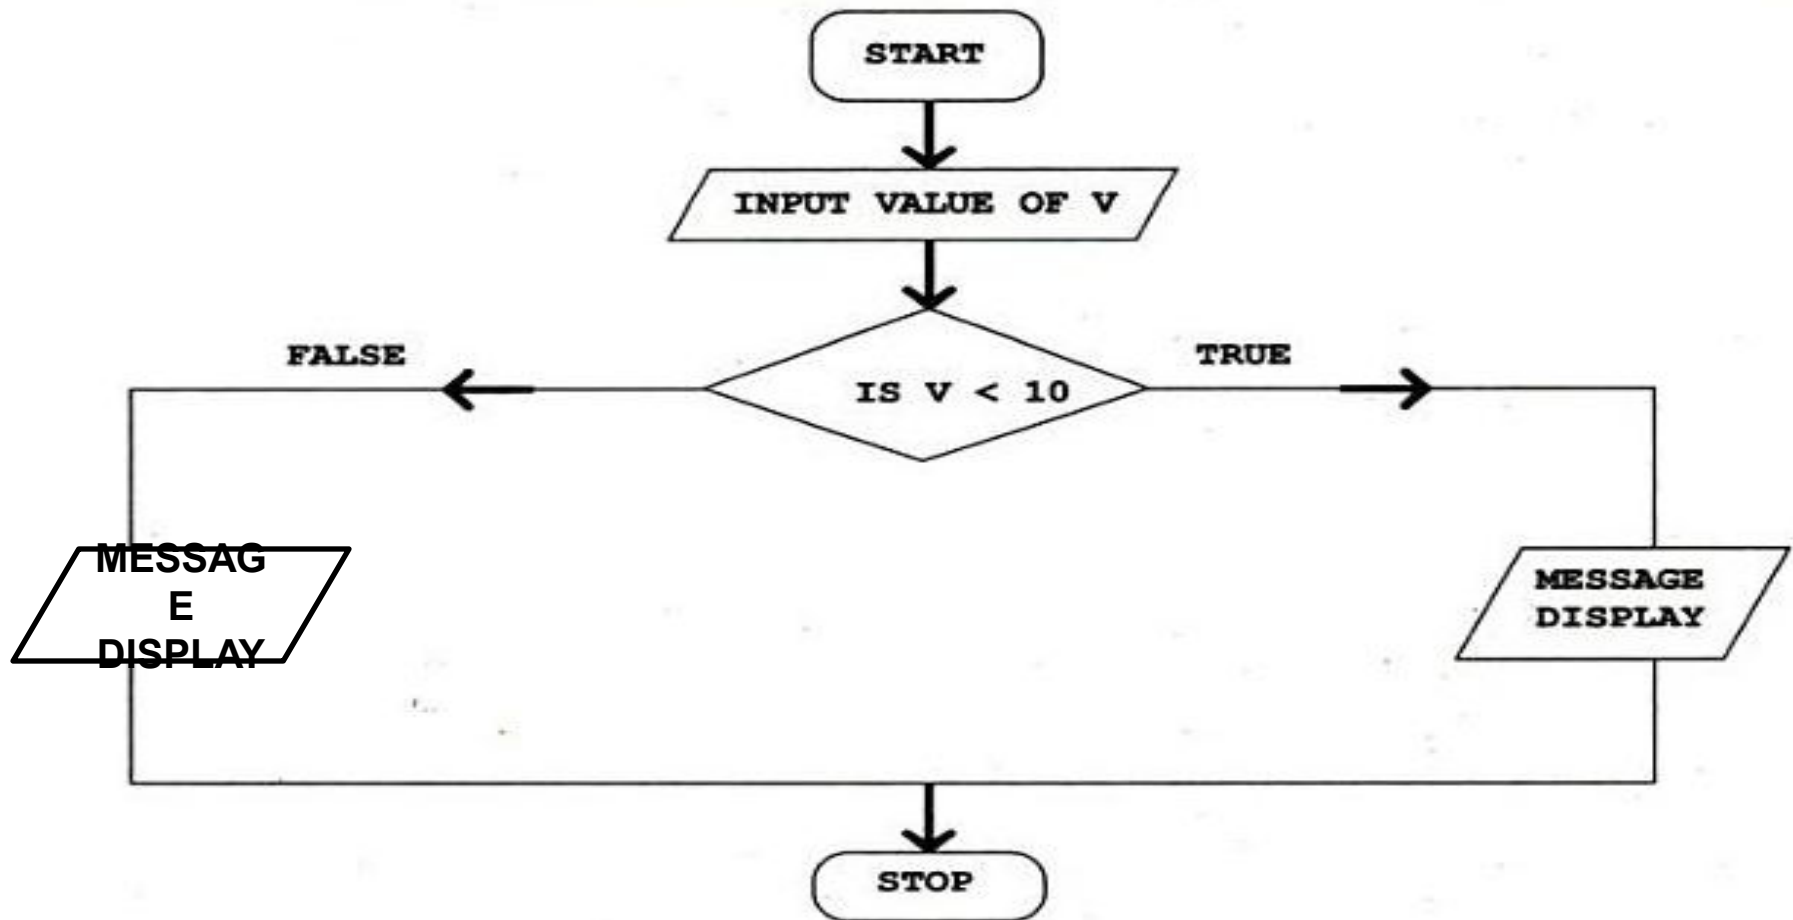 START
INPUT VALUE OF V
FALSE
TRUE
IS V < 10
MESSAG
E
DISPLAY
MESSAGE
DISPLAY
STOP